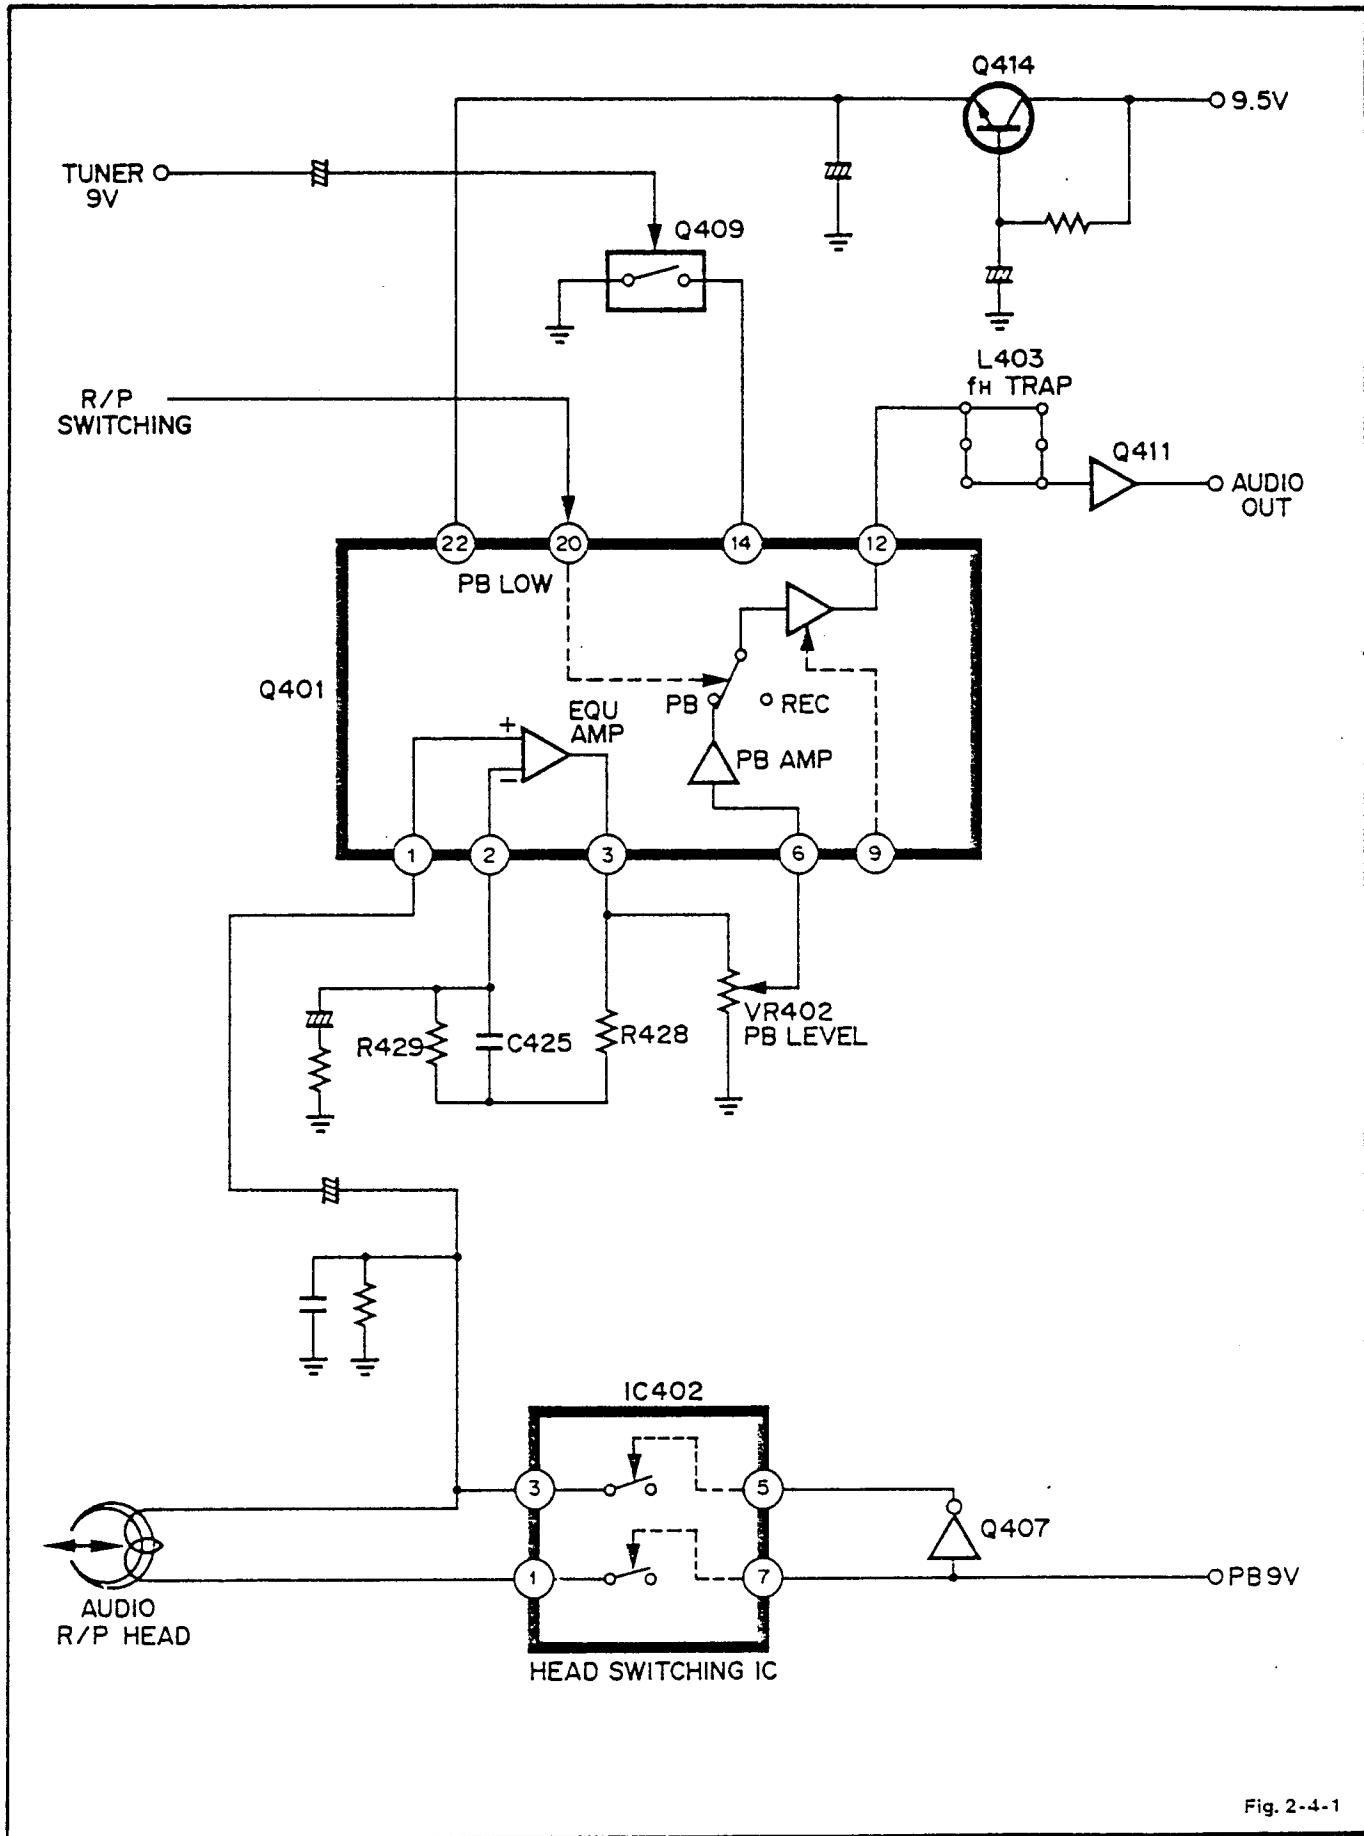 Q414
9.5V
TUNER
9V
Q409
L403
fH TRAP
R/P
SWITCHING
Q411
AUDIO
OUT
22
20
14
12
PB LOW
Q401
PB
REC
EQU
AMP
+
−
PB AMP
1
2
3
6
9
R429
C425
R428
VR402
PB LEVEL
IC402
3
5
Q407
1
7
PB9V
AUDIO
R/P HEAD
HEAD SWITCHING IC
Fig. 2-4-1